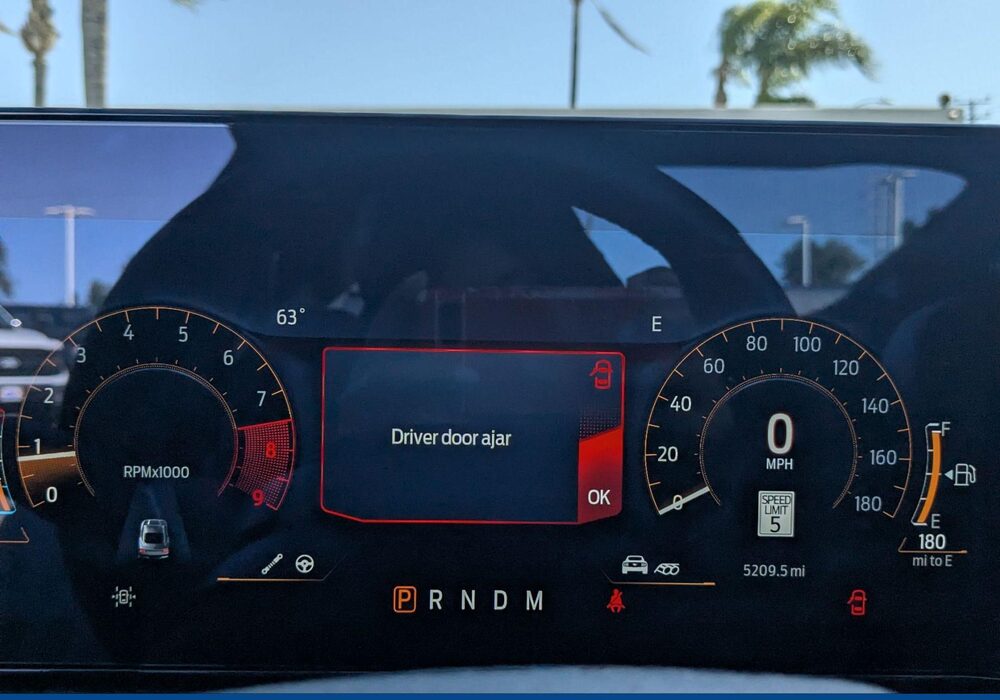 63°
E
4
5
3
6
2
7
1
8
RPMx1000
0
9
Driver door ajar
OK
80
100
60
120
40
140
20
160
0
180
0
MPH
SPEED
LIMIT
5
5209.5 mi
F
E
180
mi to E
P R N D M